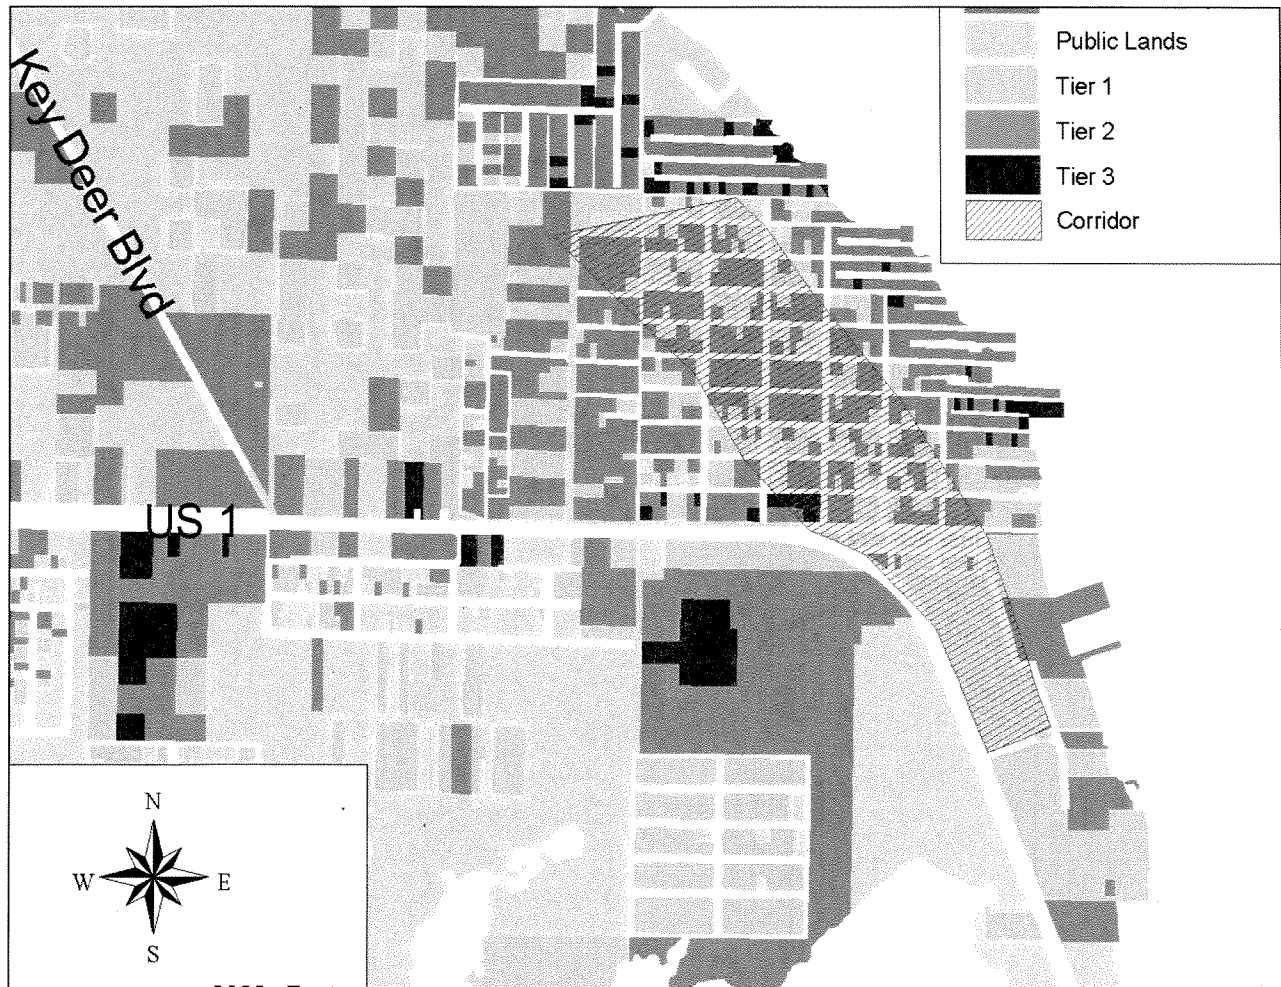 Public Lands
Tier 1
Tier 2
Tier 3
Corridor
Key Deer Blvd
US 1
N
W
E
S